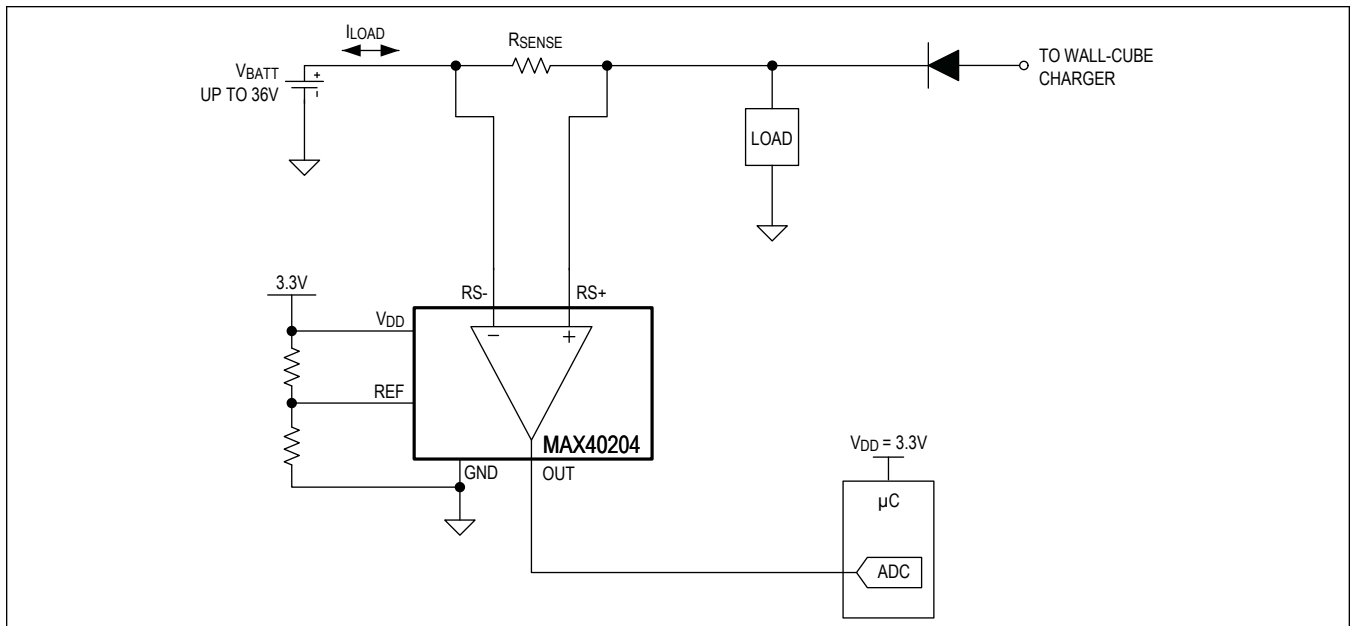 ILOAD
RSENSE
VBATT
UP TO 36V
+
-
TO WALL-CUBE
CHARGER
LOAD
3.3V
RS-
RS+
VDD
-
+
REF
MAX40204
GND
OUT
VDD = 3.3V
µC
ADC